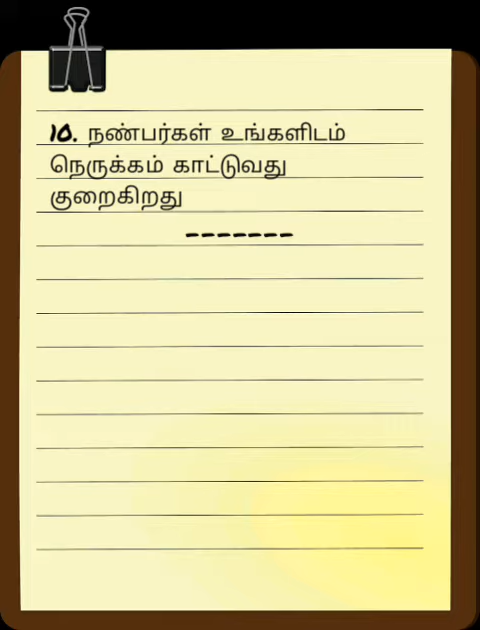 10. நண்பர்கள் உங்களிடம்
நெருக்கம் காட்டுவது
குறைகிறது
-------